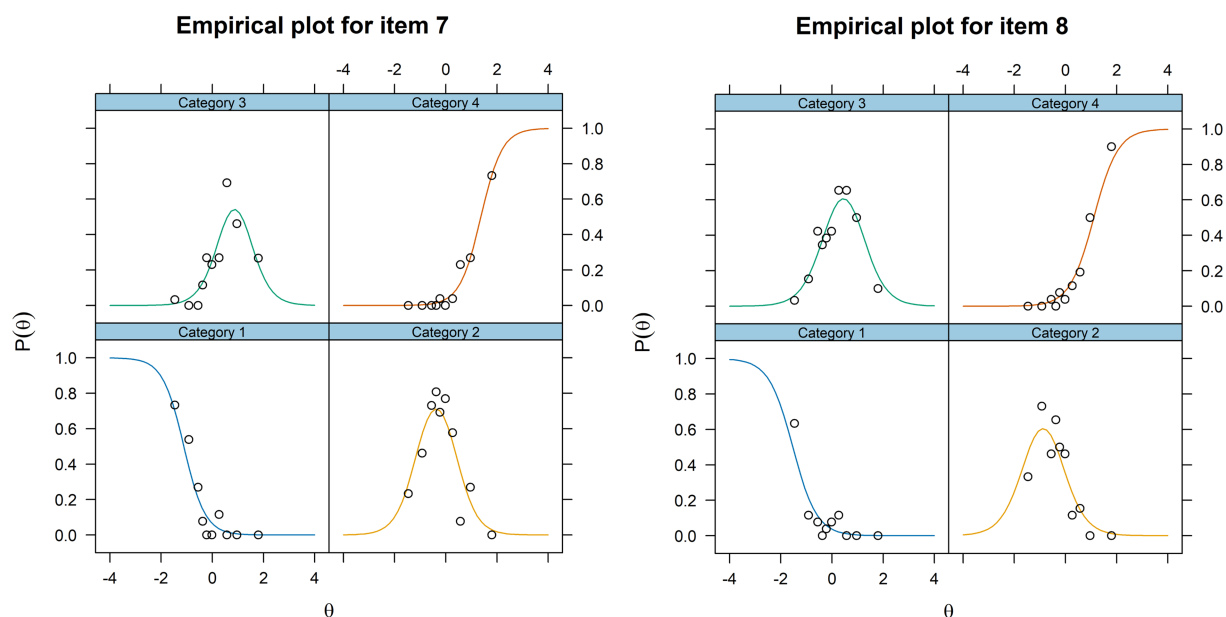 Empirical plot for item 7
-4 -2 0 2 4
Category 3 Category 4
1.0
0.8
0.6
0.4
0.2
0.0
Category 1 Category 2
1.0
0.8
0.6
0.4
0.2
0.0
-4 -2 0 2 4
P(θ)
θ
Empirical plot for item 8
-4 -2 0 2 4
Category 3 Category 4
1.0
0.8
0.6
0.4
0.2
0.0
Category 1 Category 2
1.0
0.8
0.6
0.4
0.2
0.0
-4 -2 0 2 4
P(θ)
θ